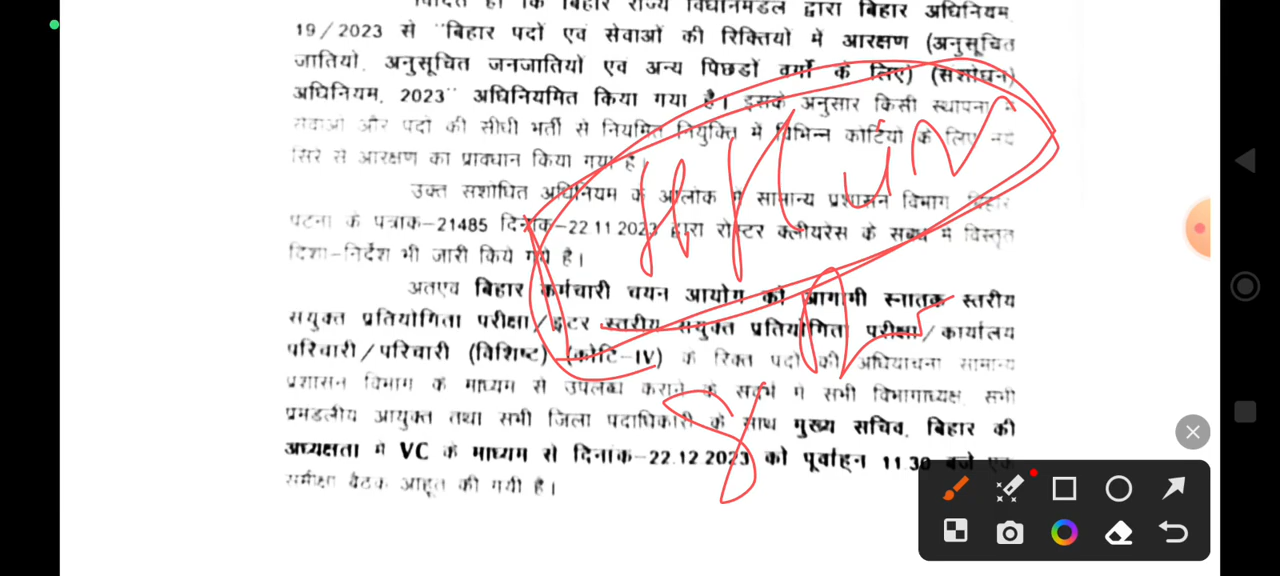 विदित हो कि बिहार राज्य विधानमंडल द्वारा बिहार अधिनियम
19/2023 से "बिहार पदों एवं सेवाओं की रिक्तियों में आरक्षण (अनुसूचित
जातियों, अनुसूचित जनजातियों एव अन्य पिछडों वर्गों के लिए) (संशोधन)
अधिनियम, 2023" अधिनियमित किया गया है। इसके अनुसार किसी स्थापना में
सेवाओं और पदों की सीधी भर्ती से नियमित नियुक्ति में विभिन्न कोटियों के लिए नये
सिरे से आरक्षण का प्रावधान किया गया है।
उक्त संशोधित अधिनियम के आलोक में सामान्य प्रशासन विभाग बिहार
पटना के पत्रांक-21485 दिनांक-22.11.2023 द्वारा रोस्टर क्लीयरेंस के संबंध में विस्तृत
दिशा-निर्देश भी जारी किये गये है।
अतएव बिहार कर्मचारी चयन आयोग की आगामी स्नातक स्तरीय
संयुक्त प्रतियोगिता परीक्षा/इंटर स्तरीय संयुक्त प्रतियोगिता परीक्षा/कार्यालय
परिचारी/परिचारी (विशिष्ट) (कोटि-IV) के रिक्त पदों की अधियाचना सामान्य
प्रशासन विभाग के माध्यम से उपलब्ध कराने के संदर्भ में सभी विभागाध्यक्ष, सभी
प्रमंडलीय आयुक्त तथा सभी जिला पदाधिकारी के साथ मुख्य सचिव, बिहार की
अध्यक्षता में VC के माध्यम से दिनांक-22.12.2023 को पूर्वाहन 11.30 बजे एक
समीक्षा बैठक आहूत की गयी है।